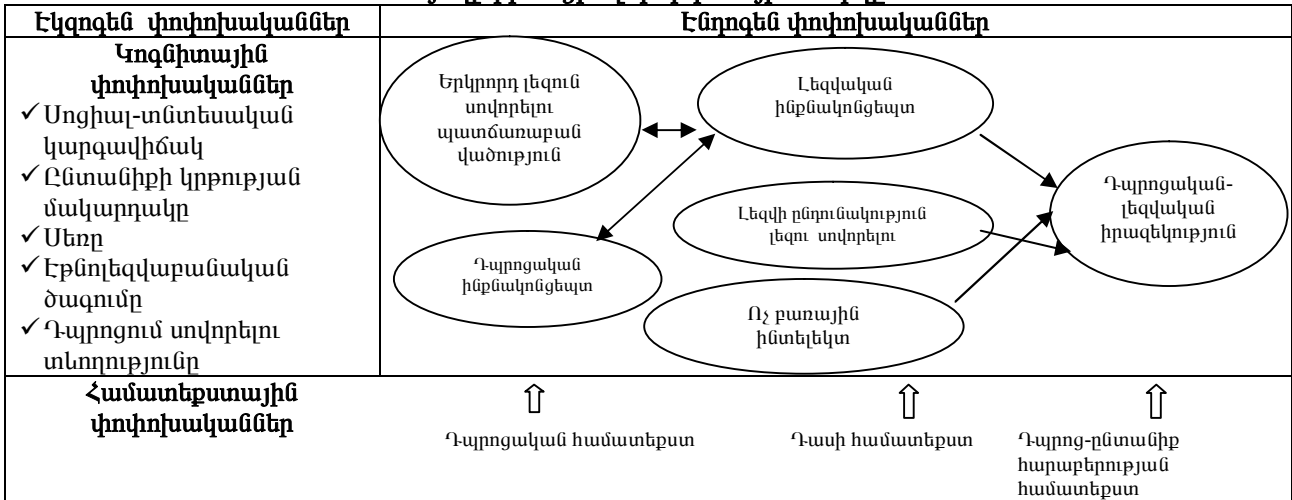 Էկզոգեն փոփոխականներ
Էնդոգեն փոփոխականներ
Կոգնիտային
փոփոխականներ
✓Սոցիալ-տնտեսական
կարգավիճակ
✓Ընտանիքի կրթության
մակարդակը
✓Սեռը
✓Էթնոլեզվաբանական
ծագումը
✓Դպրոցում սովորելու
տևողությունը
Երկրորդ լեզուն
սովորելու
պատճառաբան
վածություն
Լեզվական
ինքնակոնցեպտ
Լեզվի ընդունակություն
լեզու սովորելու
Դպրոցական-
լեզվական
իրազեկություն
Դպրոցական
ինքնակոնցեպտ
Ոչ բառային
ինտելեկտ
Համատեքստային
փոփոխականներ
Դպրոցական համատեքստ
Դասի համատեքստ
Դպրոց-ընտանիք
հարաբերության
համատեքստ